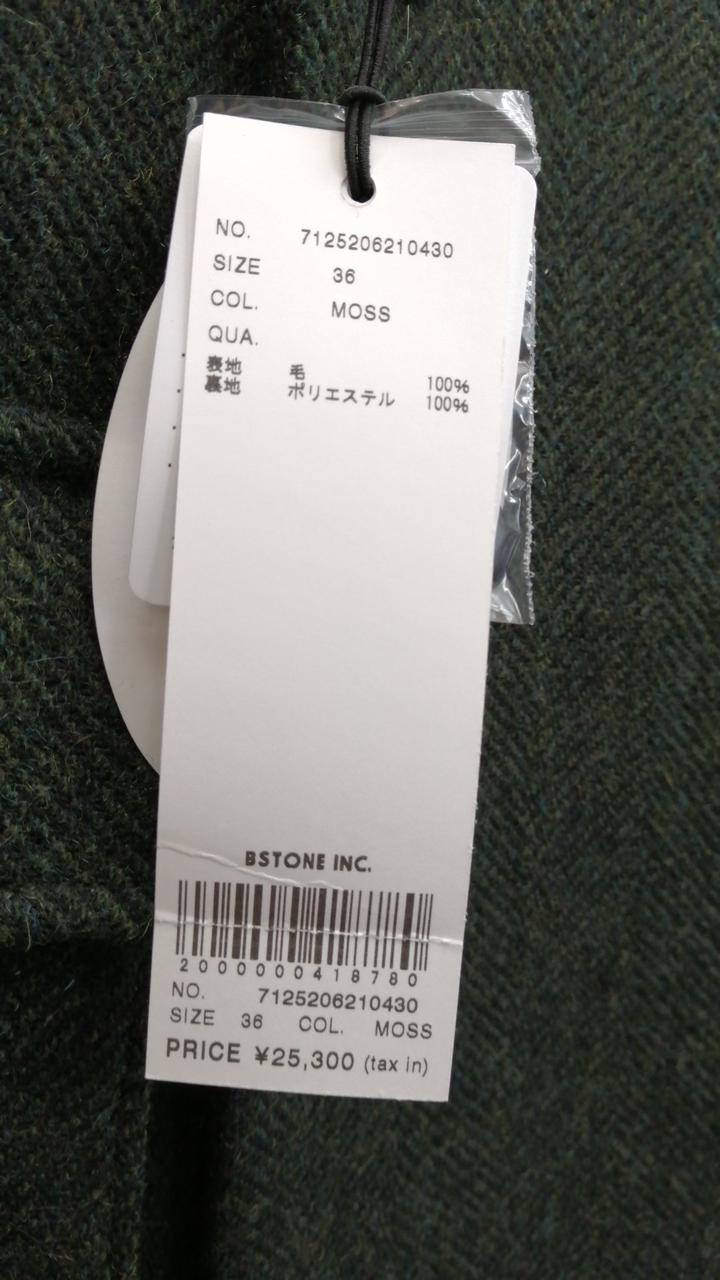 NO. 7125206210430
SIZE 36
COL. MOSS
QUA.
表地 毛 100%
裏地 ポリエステル 100%
BSTONE INC.
2000000418780
NO. 7125206210430
SIZE 36 COL. MOSS
PRICE ¥25,300 (tax in)